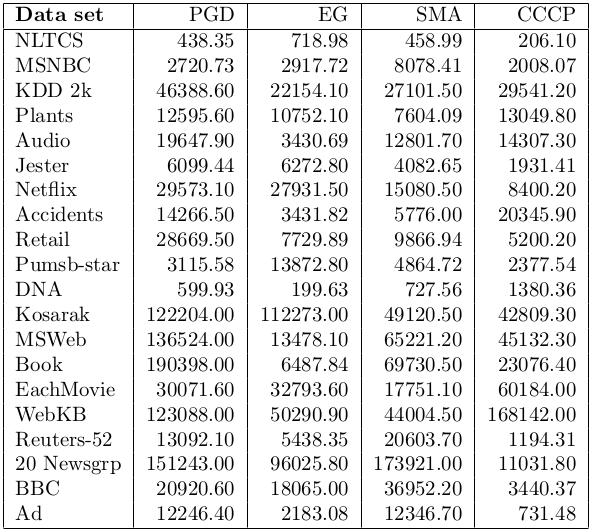 Data set PGD EG SMA CCCP
NLTCS 438.35 718.98 458.99 206.10
MSNBC 2720.73 2917.72 8078.41 2008.07
KDD 2k 46388.60 22154.10 27101.50 29541.20
Plants 12595.60 10752.10 7604.09 13049.80
Audio 19647.90 3430.69 12801.70 14307.30
Jester 6099.44 6272.80 4082.65 1931.41
Netflix 29573.10 27931.50 15080.50 8400.20
Accidents 14266.50 3431.82 5776.00 20345.90
Retail 28669.50 7729.89 9866.94 5200.20
Pumsb-star 3115.58 13872.80 4864.72 2377.54
DNA 599.93 199.63 727.56 1380.36
Kosarak 122204.00 112273.00 49120.50 42809.30
MSWeb 136524.00 13478.10 65221.20 45132.30
Book 190398.00 6487.84 69730.50 23076.40
EachMovie 30071.60 32793.60 17751.10 60184.00
WebKB 123088.00 50290.90 44004.50 168142.00
Reuters-52 13092.10 5438.35 20603.70 1194.31
20 Newsgrp 151243.00 96025.80 173921.00 11031.80
BBC 20920.60 18065.00 36952.20 3440.37
Ad 12246.40 2183.08 12346.70 731.48